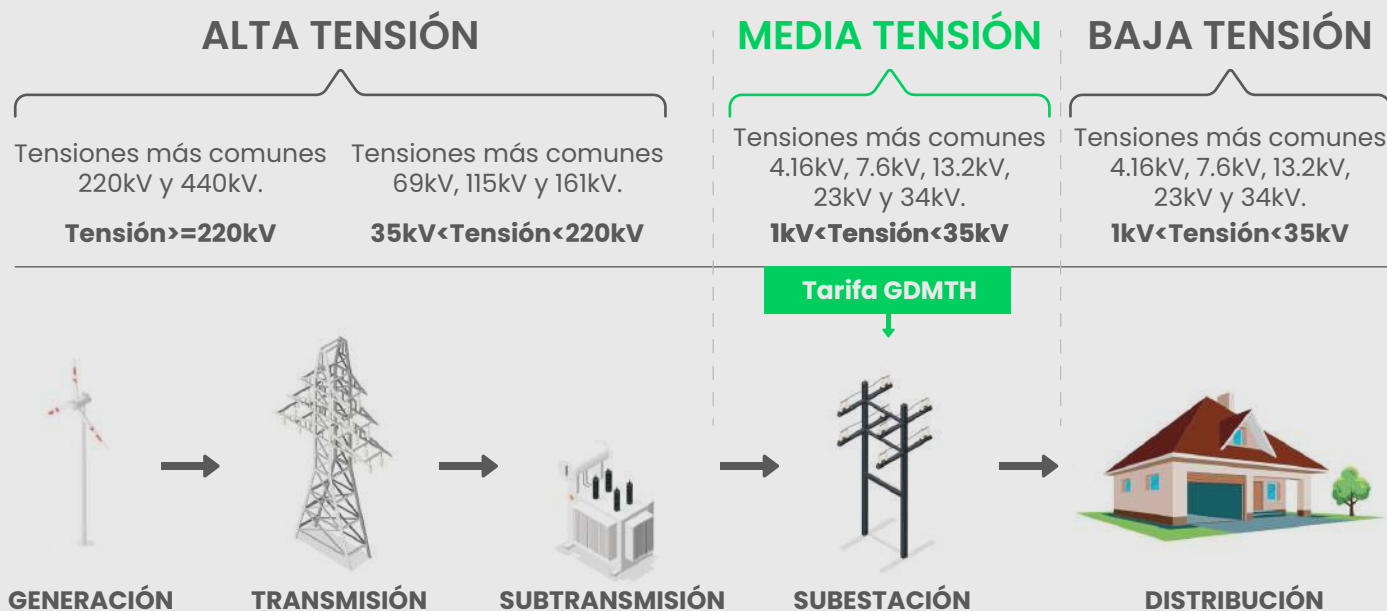 ALTA TENSIÓN
Tensiones más comunes
220kV y 440kV.
Tensión>=220kV
Tensiones más comunes
69kV, 115kV y 161kV.
35kV<Tensión<220kV
MEDIA TENSIÓN
Tensiones más comunes
4.16kV, 7.6kV, 13.2kV,
23kV y 34kV.
1kV<Tensión<35kV
BAJA TENSIÓN
Tensiones más comunes
4.16kV, 7.6kV, 13.2kV,
23kV y 34kV.
1kV<Tensión<35kV
Tarifa GDMTH
GENERACIÓN
TRANSMISIÓN
SUBTRANSMISIÓN
SUBESTACIÓN
DISTRIBUCIÓN